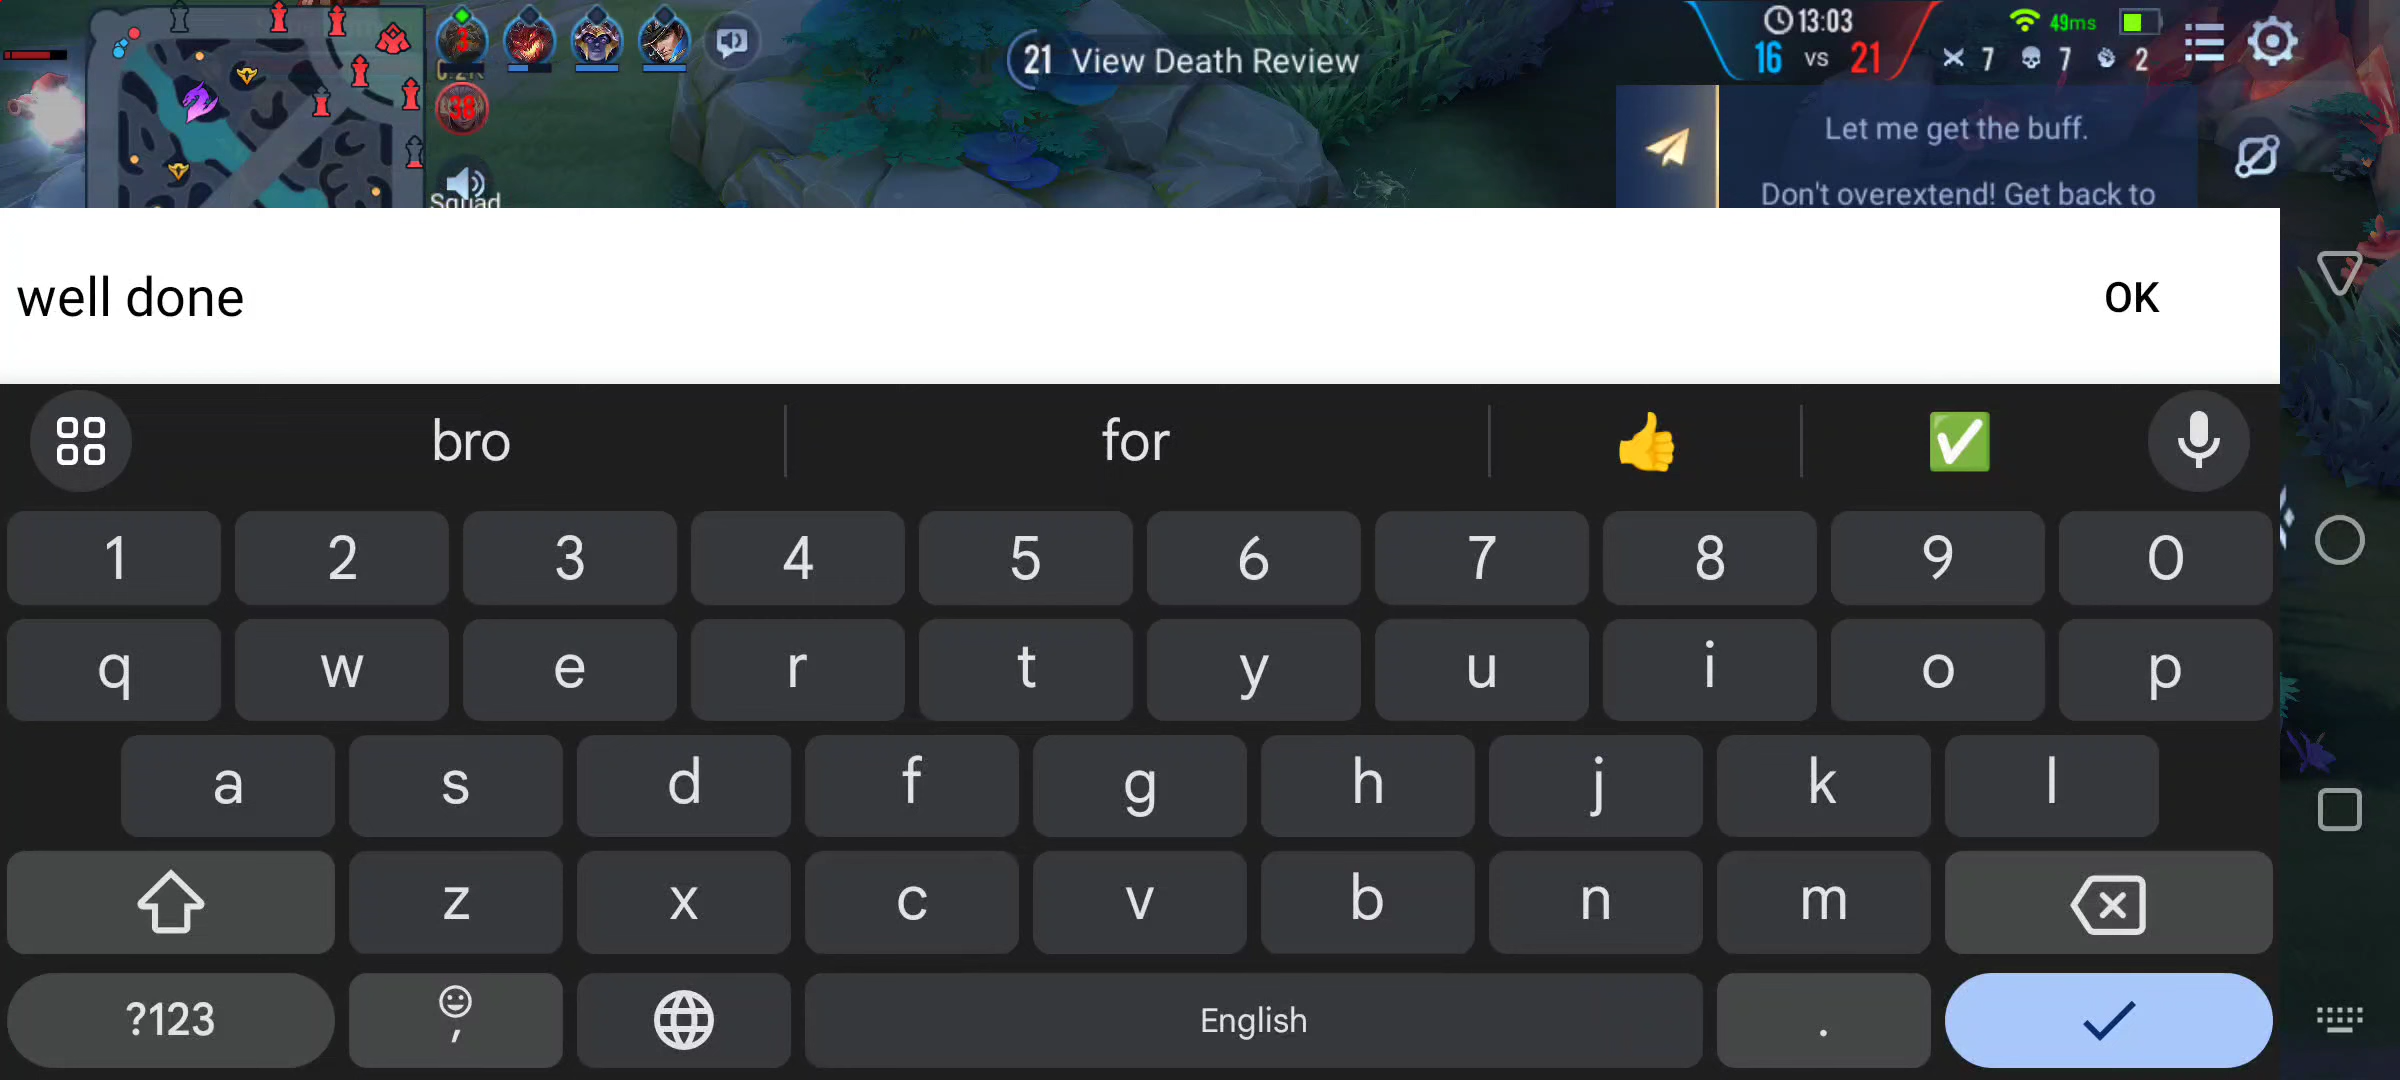 3
38
Squad
21 View Death Review
13:03
16 vs 21
49ms
7 7 2
Let me get the buff.
Don't overextend! Get back to
well done
OK
bro for
1 2 3 4 5 6 7 8 9 0
q w e r t y u i o p
a s d f g h j k l
z x c v b n m
?123 , English .